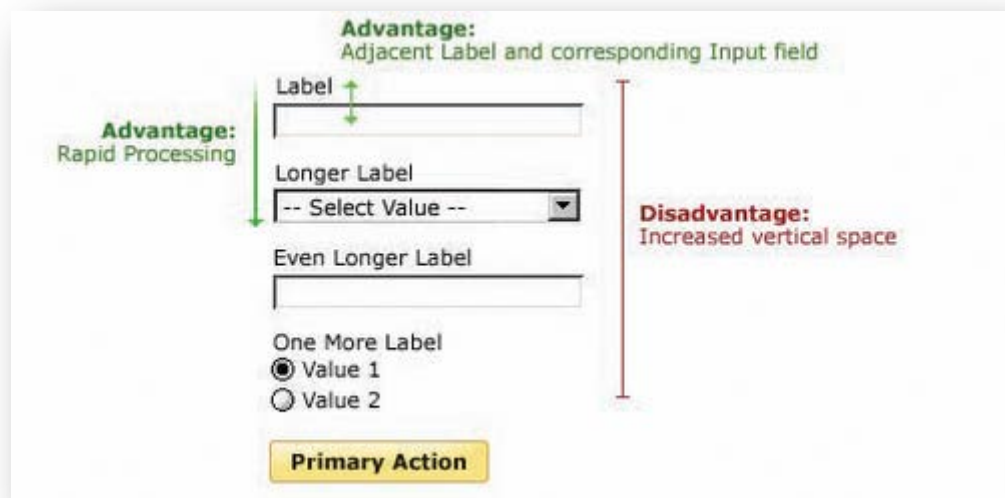 Advantage:
Adjacent Label and corresponding Input field
Label
Advantage:
Rapid Processing
Longer Label
-- Select Value --
Disadvantage:
Increased vertical space
Even Longer Label
One More Label
Value 1
Value 2
Primary Action